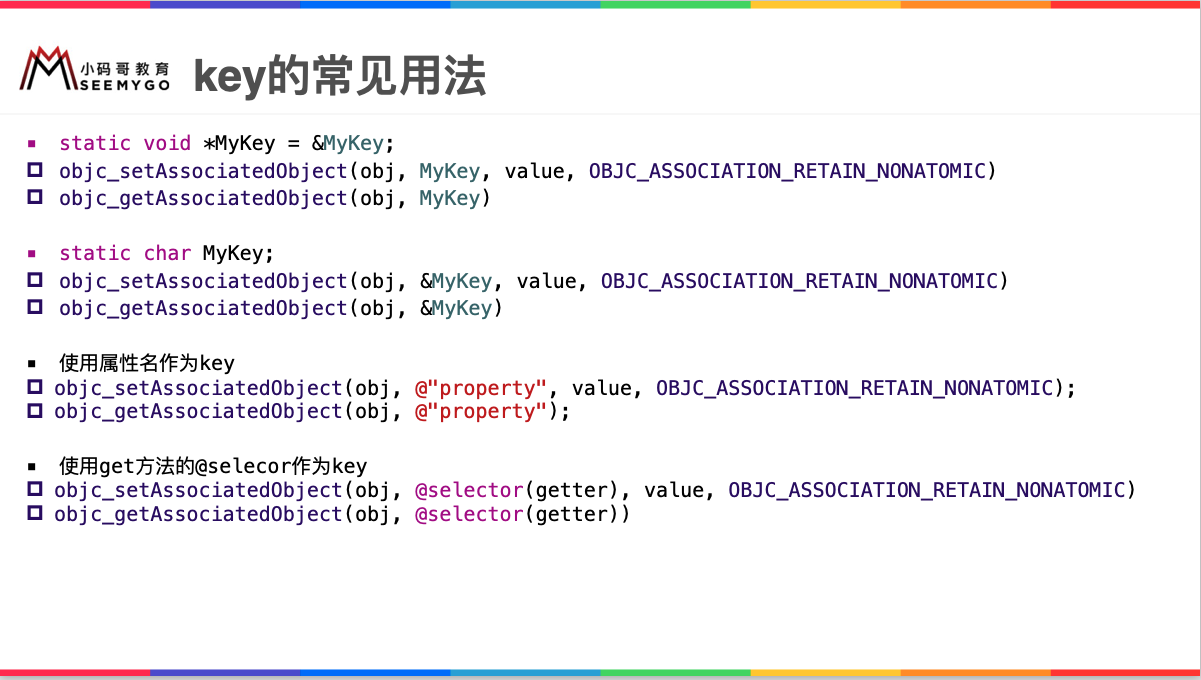 小码哥教育
SEEMYGO
key的常见用法
static void *MyKey = &MyKey;
objc_setAssociatedObject(obj, MyKey, value, OBJC_ASSOCIATION_RETAIN_NONATOMIC)
objc_getAssociatedObject(obj, MyKey)
static char MyKey;
objc_setAssociatedObject(obj, &MyKey, value, OBJC_ASSOCIATION_RETAIN_NONATOMIC)
objc_getAssociatedObject(obj, &MyKey)
使用属性名作为key
objc_setAssociatedObject(obj, @"property", value, OBJC_ASSOCIATION_RETAIN_NONATOMIC);
objc_getAssociatedObject(obj, @"property");
使用get方法的@selecor作为key
objc_setAssociatedObject(obj, @selector(getter), value, OBJC_ASSOCIATION_RETAIN_NONATOMIC)
objc_getAssociatedObject(obj, @selector(getter))